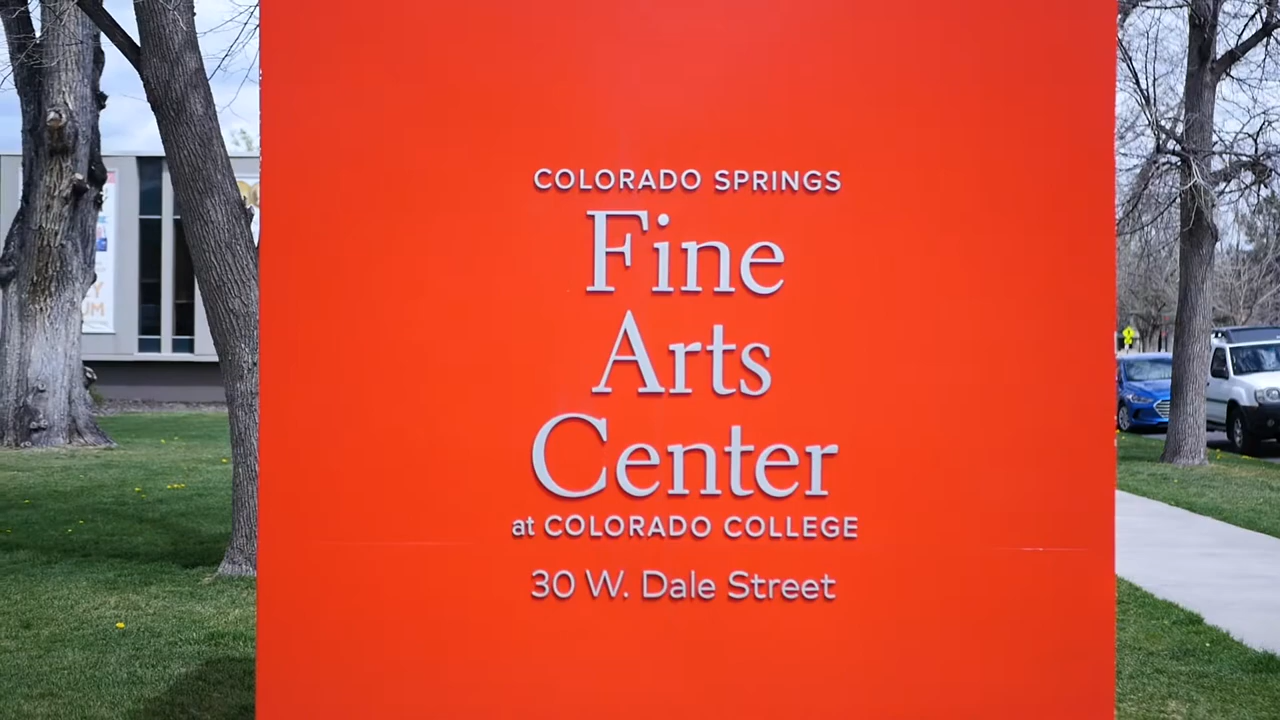 COLORADO SPRINGS
Fine
Arts
Center
at COLORADO COLLEGE
30 W. Dale Street